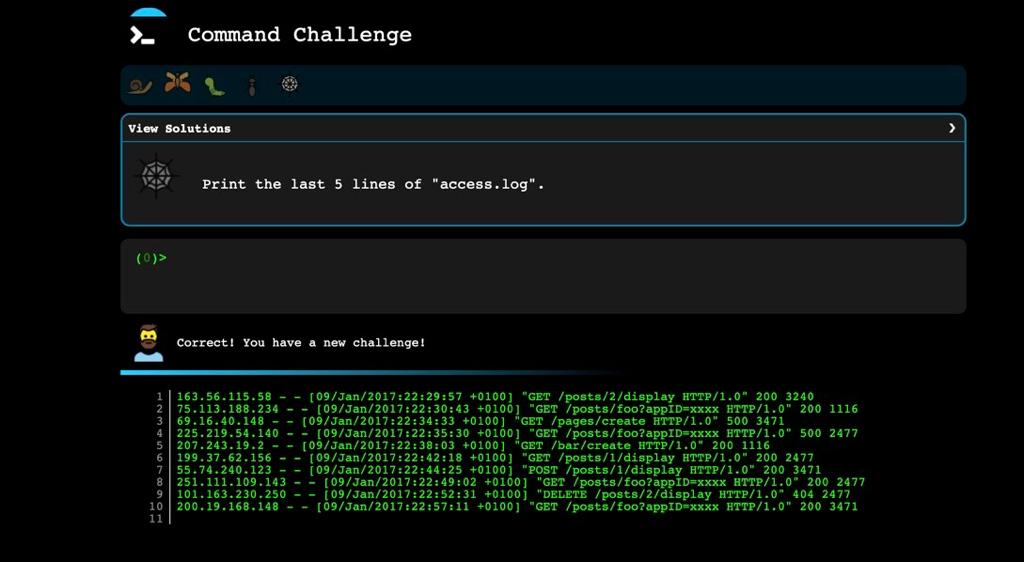 Command Challenge
View Solutions ❯
Print the last 5 lines of "access.log".
(0)>
Correct! You have a new challenge!
1 163.56.115.58 - - [09/Jan/2017:22:29:57 +0100] "GET /posts/2/display HTTP/1.0" 200 3240
2 75.113.188.234 - - [09/Jan/2017:22:30:43 +0100] "GET /posts/foo?appID=xxxx HTTP/1.0" 200 1116
3 69.16.40.148 - - [09/Jan/2017:22:34:33 +0100] "GET /pages/create HTTP/1.0" 500 3471
4 225.219.54.140 - - [09/Jan/2017:22:35:30 +0100] "GET /posts/foo?appID=xxxx HTTP/1.0" 500 2477
5 207.243.19.2 - - [09/Jan/2017:22:38:03 +0100] "GET /bar/create HTTP/1.0" 200 1116
6 199.37.62.156 - - [09/Jan/2017:22:42:18 +0100] "GET /posts/1/display HTTP/1.0" 200 2477
7 55.74.240.123 - - [09/Jan/2017:22:44:25 +0100] "POST /posts/1/display HTTP/1.0" 200 3471
8 251.111.109.143 - - [09/Jan/2017:22:49:02 +0100] "GET /posts/foo?appID=xxxx HTTP/1.0" 200 2477
9 101.163.230.250 - - [09/Jan/2017:22:52:31 +0100] "DELETE /posts/2/display HTTP/1.0" 404 2477
10 200.19.168.148 - - [09/Jan/2017:22:57:11 +0100] "GET /posts/foo?appID=xxxx HTTP/1.0" 200 3471
11